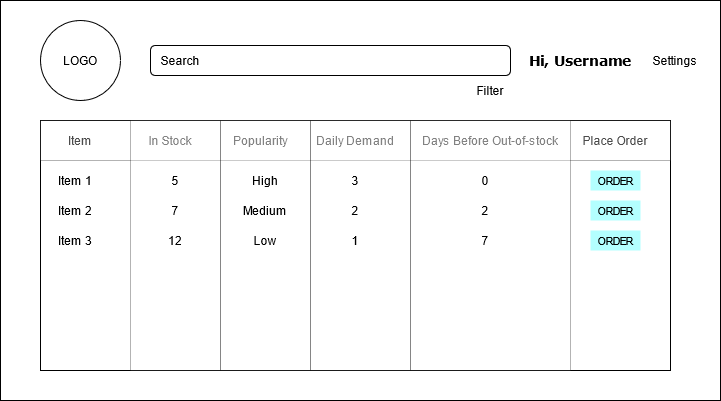 LOGO
Search
Hi, Username
Settings
Filter
Item In Stock Popularity Daily Demand Days Before Out-of-stock Place Order
Item 1 5 High 3 0 ORDER
Item 2 7 Medium 2 2 ORDER
Item 3 12 Low 1 7 ORDER